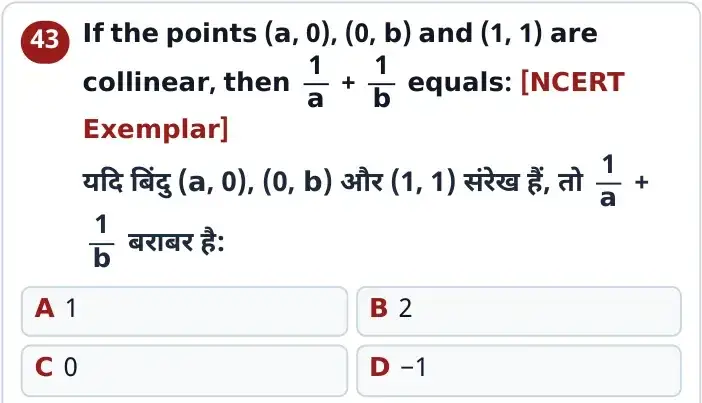 43 If the points (a, 0), (0, b) and (1, 1) are
collinear, then 1/a + 1/b equals: [NCERT
Exemplar]
यदि बिंदु (a, 0), (0, b) और (1, 1) संरेख हैं, तो 1/a +
1/b बराबर है:
A 1 B 2
C 0 D −1